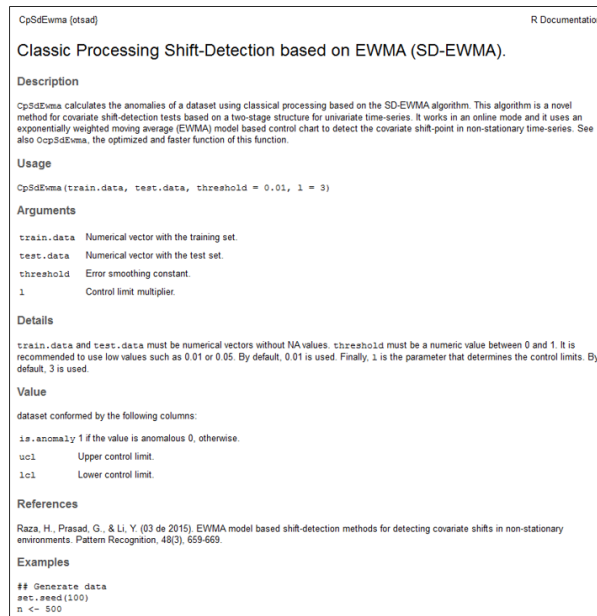 CpSdEwma {otsad}
R Documentation
Classic Processing Shift-Detection based on EWMA (SD-EWMA).
Description
CpSdEwma calculates the anomalies of a dataset using classical processing based on the SD-EWMA algorithm. This algorithm is a novel
method for covariate shift-detection tests based on a two-stage structure for univariate time-series. It works in an online mode and it uses an
exponentially weighted moving average (EWMA) model based control chart to detect the covariate shift-point in non-stationary time-series. See
also OcpSdEwma, the optimized and faster function of this function.
Usage
CpSdEwma(train.data, test.data, threshold = 0.01, l = 3)
Arguments
train.data Numerical vector with the training set.
test.data Numerical vector with the test set.
threshold Error smoothing constant.
l Control limit multiplier.
Details
train.data and test.data must be numerical vectors without NA values. threshold must be a numeric value between 0 and 1. It is
recommended to use low values such as 0.01 or 0.05. By default, 0.01 is used. Finally, l is the parameter that determines the control limits. By
default, 3 is used.
Value
dataset conformed by the following columns:
is.anomaly 1 if the value is anomalous 0, otherwise.
ucl Upper control limit.
lcl Lower control limit.
References
Raza, H., Prasad, G., & Li, Y. (03 de 2015). EWMA model based shift-detection methods for detecting covariate shifts in non-stationary
environments. Pattern Recognition, 48(3), 659-669.
Examples
## Generate data
set.seed(100)
n <- 500